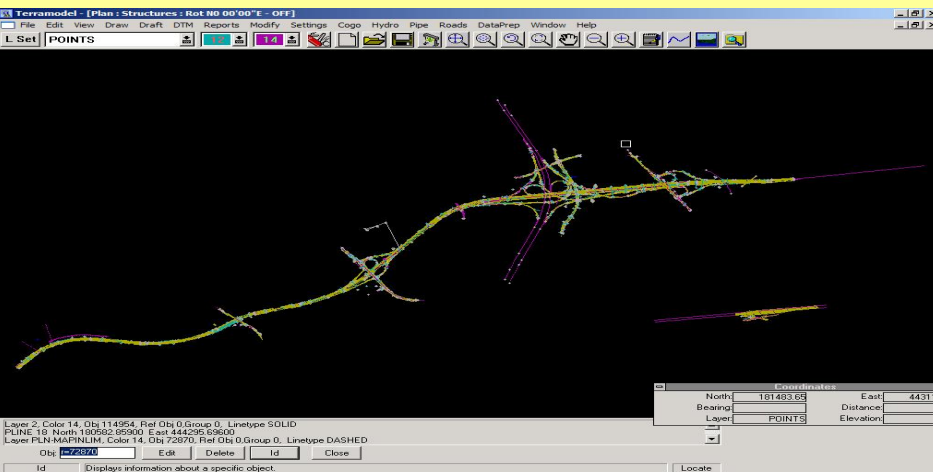 Terramodel - [Plan : Structures : Rot N0 00'00"E - OFF]
File Edit View Draw Draft DTM Reports Modify Settings Cogo Hydro Pipe Roads DataPrep Window Help
L Set POINTS 12 14
Coordinates
North: 181483.65 East: 4431
Bearing: Distance:
Layer: POINTS Elevation:
Layer 2, Color 14, Obj 114954, Ref Obj 0,Group 0, Linetype SOLID
PLINE 18 North 180582.85900 East 444295.69600
Layer PLN-MAPINLIM, Color 14, Obj 72870, Ref Obj 0,Group 0, Linetype DASHED
Obj: r=72870 Edit Delete Id Close
Id Displays information about a specific object. Locate